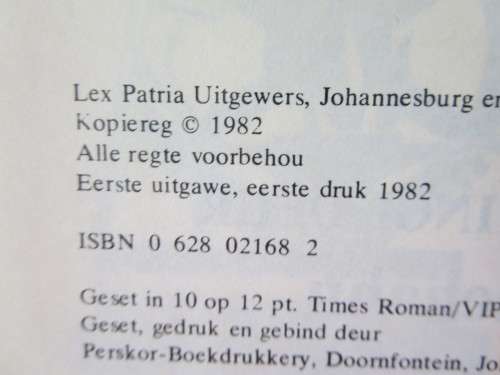 Lex Patria Uitgewers, Johannesburg en
Kopiereg © 1982
Alle regte voorbehou
Eerste uitgawe, eerste druk 1982
ISBN 0 628 02168 2
Geset in 10 op 12 pt. Times Roman/VIP
Geset, gedruk en gebind deur
Perskor-Boekdrukkery, Doornfontein, Jo